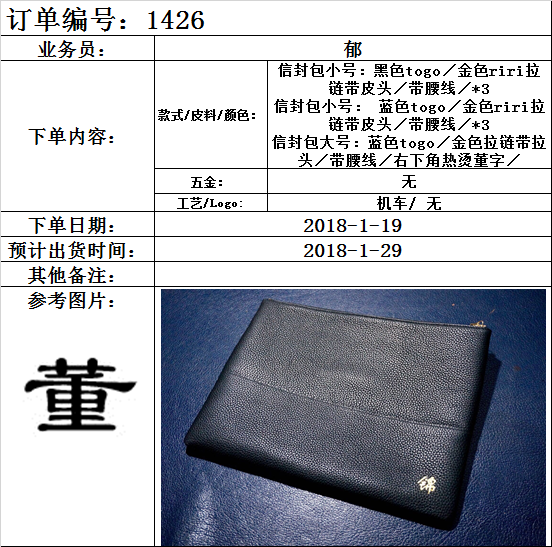 订单编号：1426
业务员：
郁
下单内容：
款式/皮料/颜色：
信封包小号：黑色togo／金色riri拉
链带皮头／带腰线／*3
信封包小号： 蓝色togo／金色riri拉
链带皮头／带腰线／*3
信封包大号：蓝色togo／金色拉链带拉
头／带腰线／右下角热烫董字／
五金：
无
工艺/Logo:
机车/ 无
下单日期：
2018-1-19
预计出货时间：
2018-1-29
其他备注：
参考图片：
董
锦